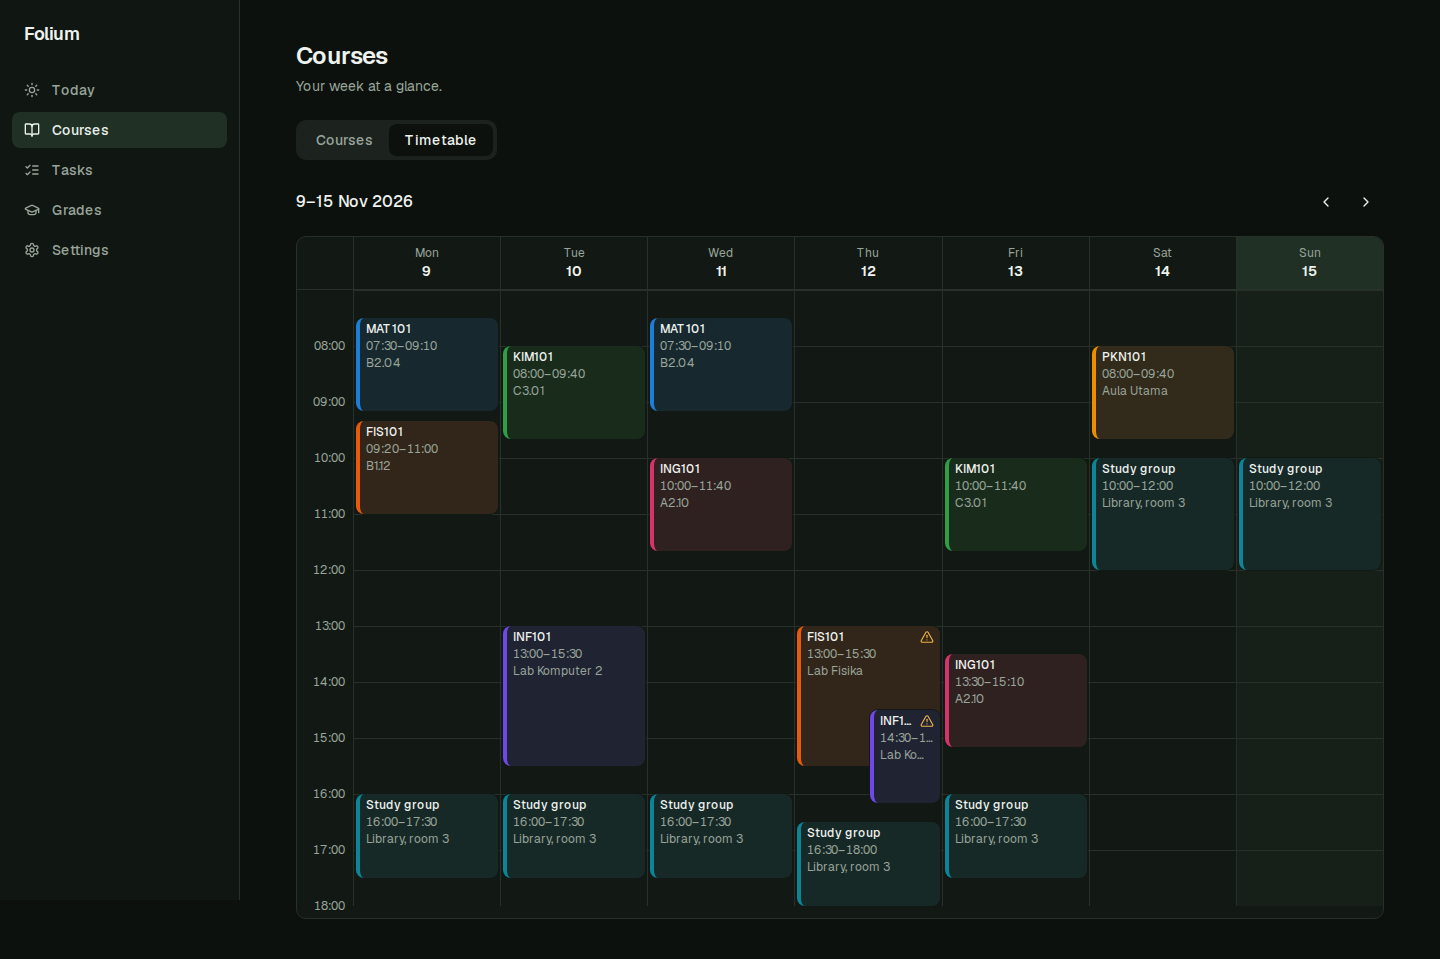 Folium
Today
Courses
Tasks
Grades
Settings
Courses
Your week at a glance.
Courses
Timetable
9–15 Nov 2026
Mon
9
Tue
10
Wed
11
Thu
12
Fri
13
Sat
14
Sun
15
08:00
09:00
10:00
11:00
12:00
13:00
14:00
15:00
16:00
17:00
18:00
MAT101
07:30–09:10
B2.04
FIS101
09:20–11:00
B1.12
Study group
16:00–17:30
Library, room 3
KIM101
08:00–09:40
C3.01
INF101
13:00–15:30
Lab Komputer 2
Study group
16:00–17:30
Library, room 3
MAT101
07:30–09:10
B2.04
ING101
10:00–11:40
A2.10
Study group
16:00–17:30
Library, room 3
FIS101
13:00–15:30
Lab Fisika
INF1…
14:30–1…
Lab Ko…
Study group
16:30–18:00
Library, room 3
KIM101
10:00–11:40
C3.01
ING101
13:30–15:10
A2.10
Study group
16:00–17:30
Library, room 3
PKN101
08:00–09:40
Aula Utama
Study group
10:00–12:00
Library, room 3
Study group
10:00–12:00
Library, room 3